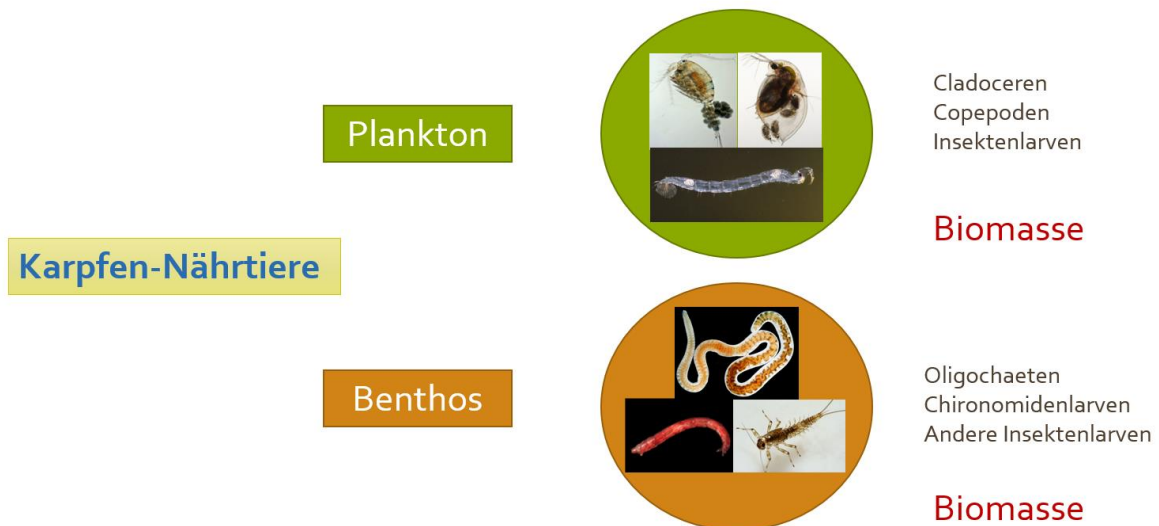 Karpfen-Nährtiere
Plankton
Cladoceren
Copepoden
Insektenlarven
Biomasse
Benthos
Oligochaeten
Chironomidenlarven
Andere Insektenlarven
Biomasse